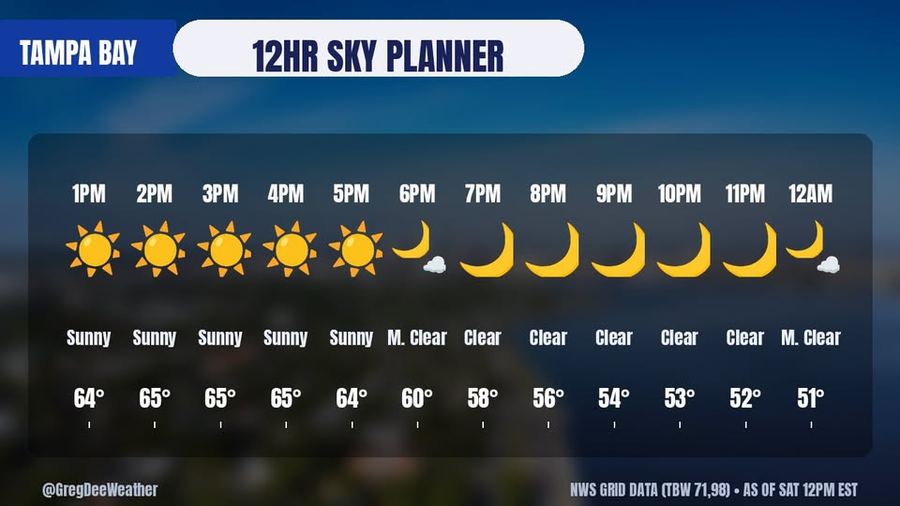 TAMPA BAY 12HR SKY PLANNER
1PM 2PM 3PM 4PM 5PM 6PM 7PM 8PM 9PM 10PM 11PM 12AM
Sunny Sunny Sunny Sunny Sunny M. Clear Clear Clear Clear Clear Clear M. Clear
64° 65° 65° 65° 64° 60° 58° 56° 54° 53° 52° 51°
@GregDeeWeather NWS GRID DATA (TBW 71,98) • AS OF SAT 12PM EST